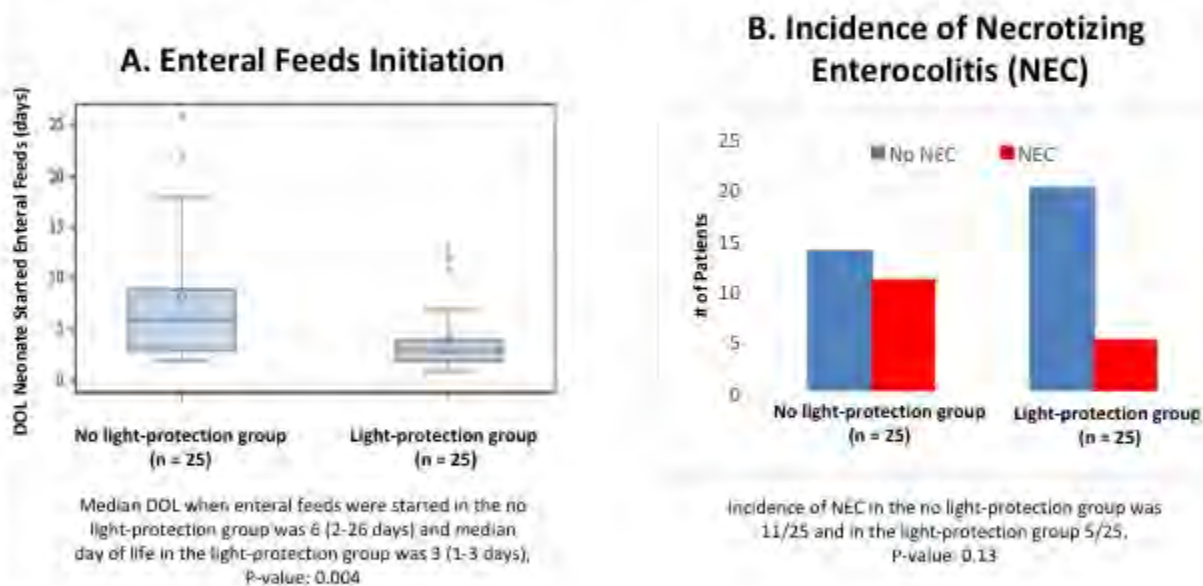 A. Enteral Feeds Initiation
DOL Neonate Started Enteral Feeds (days)
25
20
15
10
5
0
No light-protection group
(n = 25)
Light-protection group
(n = 25)
Median DOL when enteral feeds were started in the no
light-protection group was 6 (2-26 days) and median
day of life in the light-protection group was 3 (1-3 days),
P-value: 0.004
B. Incidence of Necrotizing
Enterocolitis (NEC)
# of Patients
25
20
15
10
5
0
No NEC
NEC
No light-protection group
(n = 25)
Light-protection group
(n = 25)
Incidence of NEC in the no light-protection group was
11/25 and in the light-protection group 5/25,
P-value: 0.13